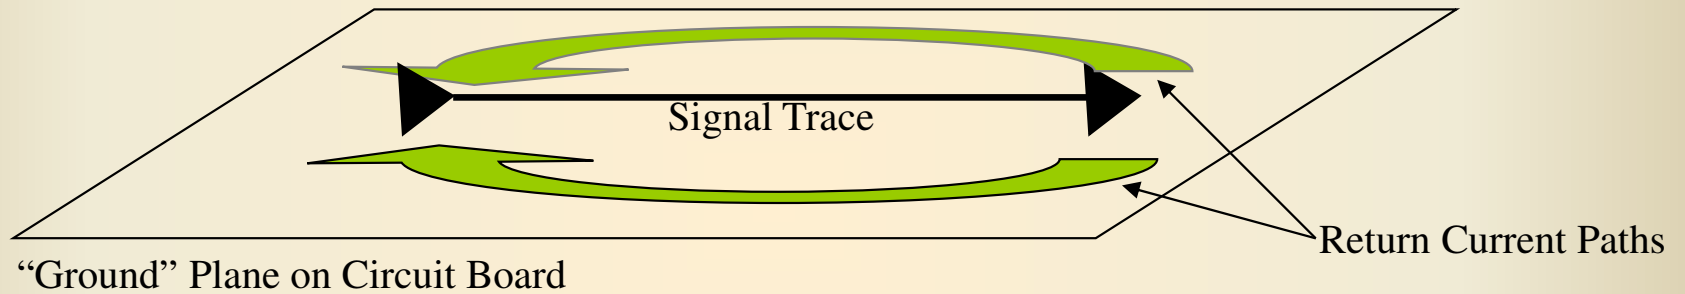 Signal Trace
Return Current Paths
“Ground” Plane on Circuit Board